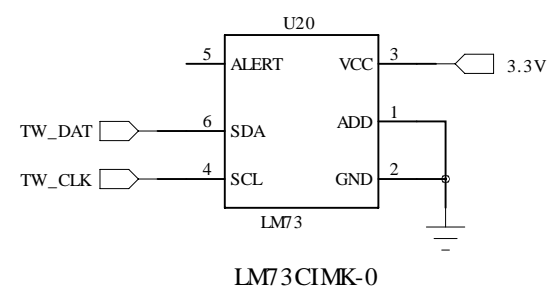 U20
5 ALERT VCC 3 3.3V
ADD 1
TW_DAT 6 SDA
TW_CLK 4 SCL GND 2
LM73
LM73CIMK-0